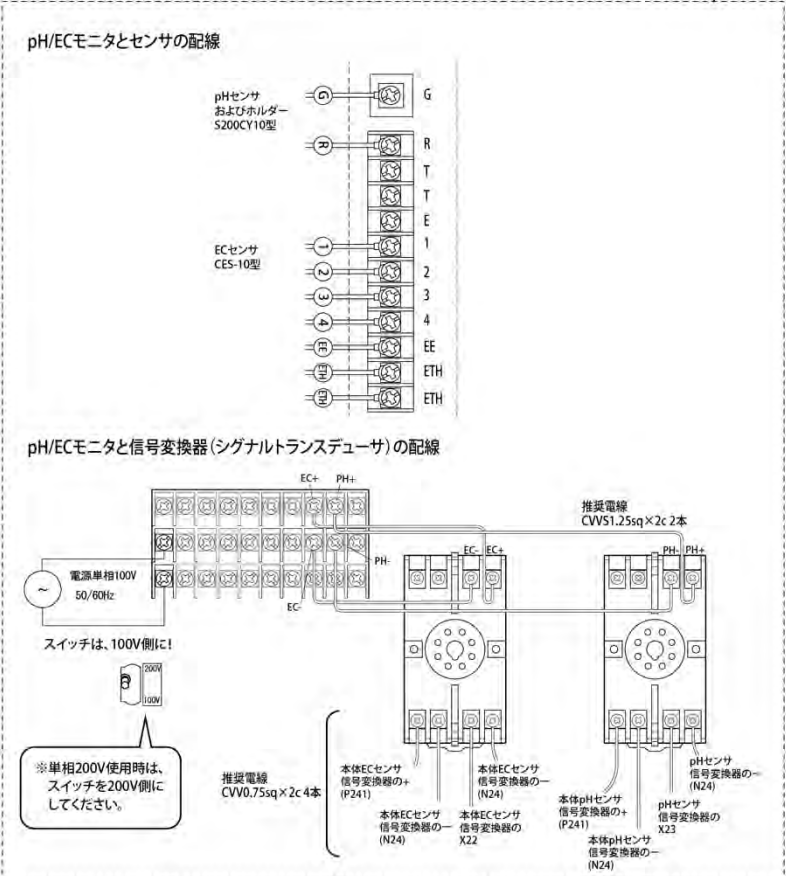 pH/ECモニタとセンサの配線
pHセンサ
およびホルダー
S200CY10型
G
G
R
R
T
T
E
ECセンサ
CES-10型
1
1
2
2
3
3
4
4
EE
EE
ETH
ETH
ETH
ETH
pH/ECモニタと信号変換器(シグナルトランスデューサ)の配線
EC+ PH+
推奨電線
CVVS1.25sq×2c 2本
EC- EC+
PH- PH+
PH-
EC-
~
電源単相100V
50/60Hz
スイッチは、100V側に!
200V
100V
※単相200V使用時は、
スイッチを200V側に
してください。
推奨電線
CVV0.75sq×2c 4本
本体ECセンサ
信号変換器の+
(P241)
本体ECセンサ
信号変換器のー
(N24)
本体ECセンサ
信号変換器の
X22
本体ECセンサ
信号変換器のー
(N24)
本体pHセンサ
信号変換器の+
(P241)
本体pHセンサ
信号変換器のー
(N24)
pHセンサ
信号変換器の
X23
pHセンサ
信号変換器のー
(N24)